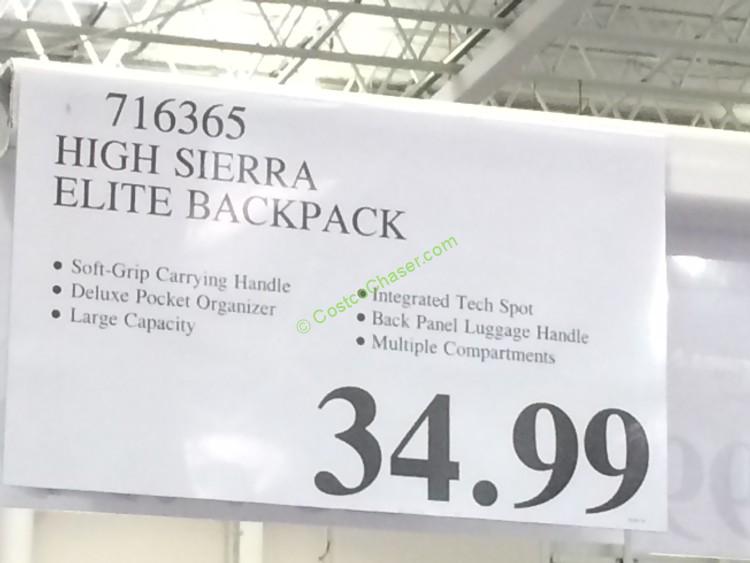 716365
HIGH SIERRA
ELITE BACKPACK
• Soft-Grip Carrying Handle
• Deluxe Pocket Organizer
• Large Capacity
• Integrated Tech Spot
• Back Panel Luggage Handle
• Multiple Compartments
© CostcoChaser.com
34.99